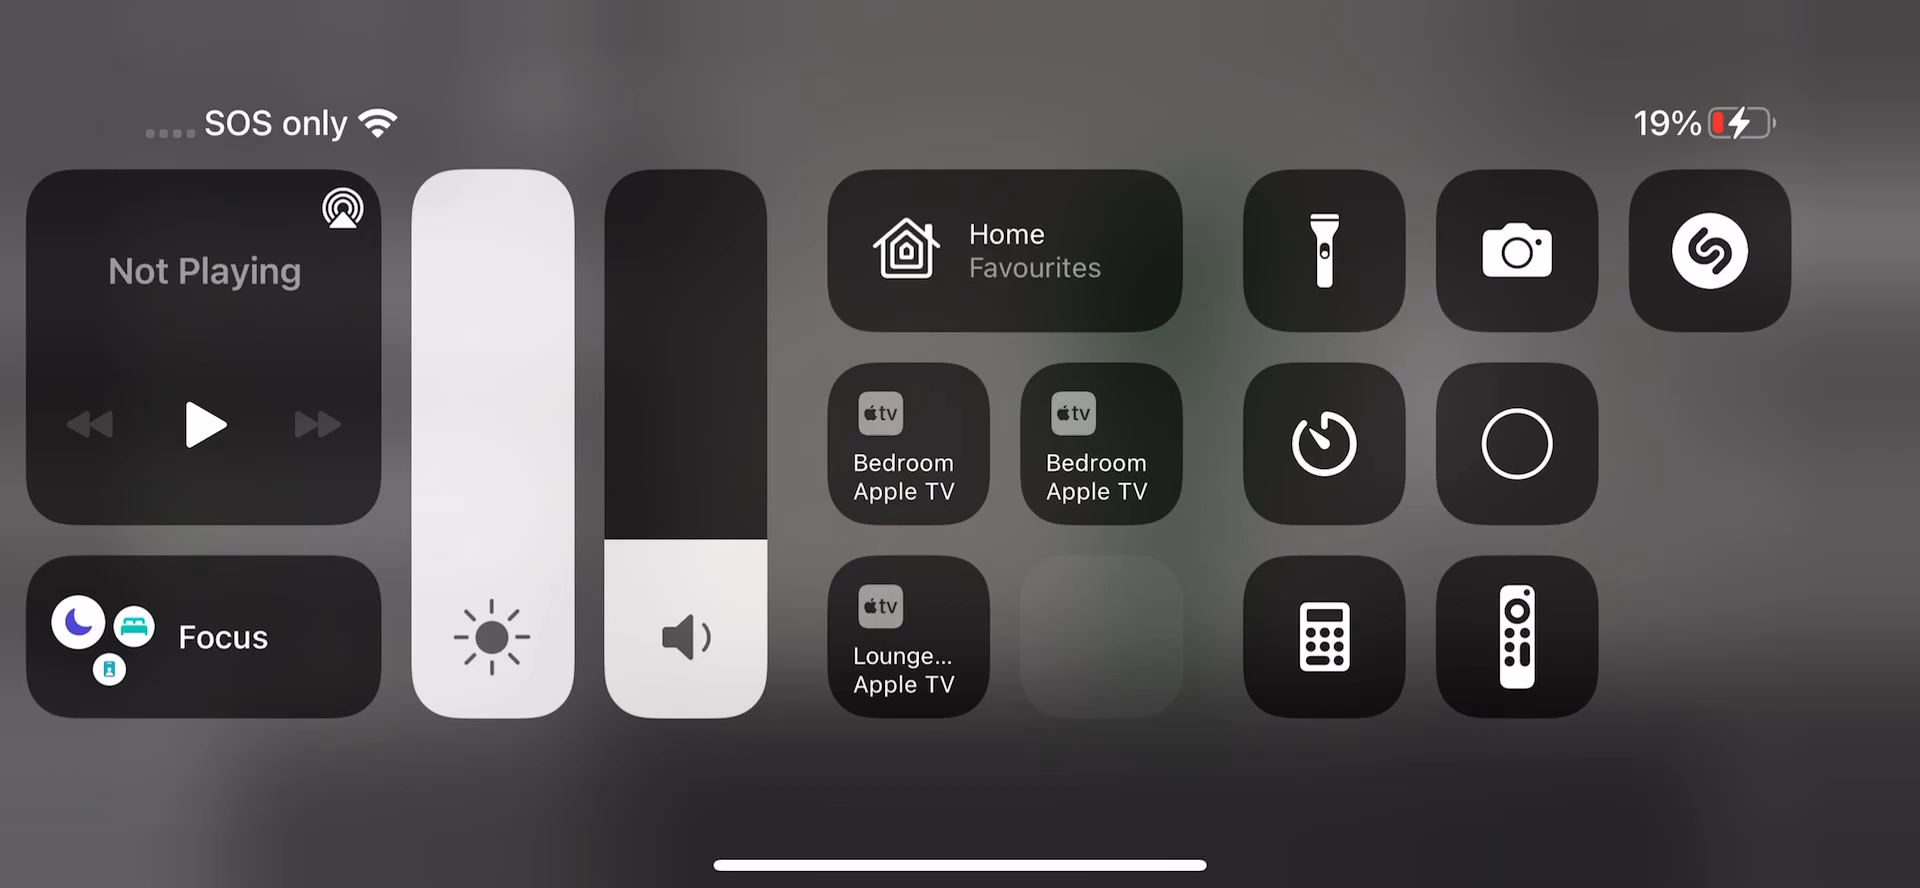 SOS only
19%
Not Playing
Focus
Home
Favourites
tv
Bedroom
Apple TV
tv
Bedroom
Apple TV
tv
Lounge...
Apple TV